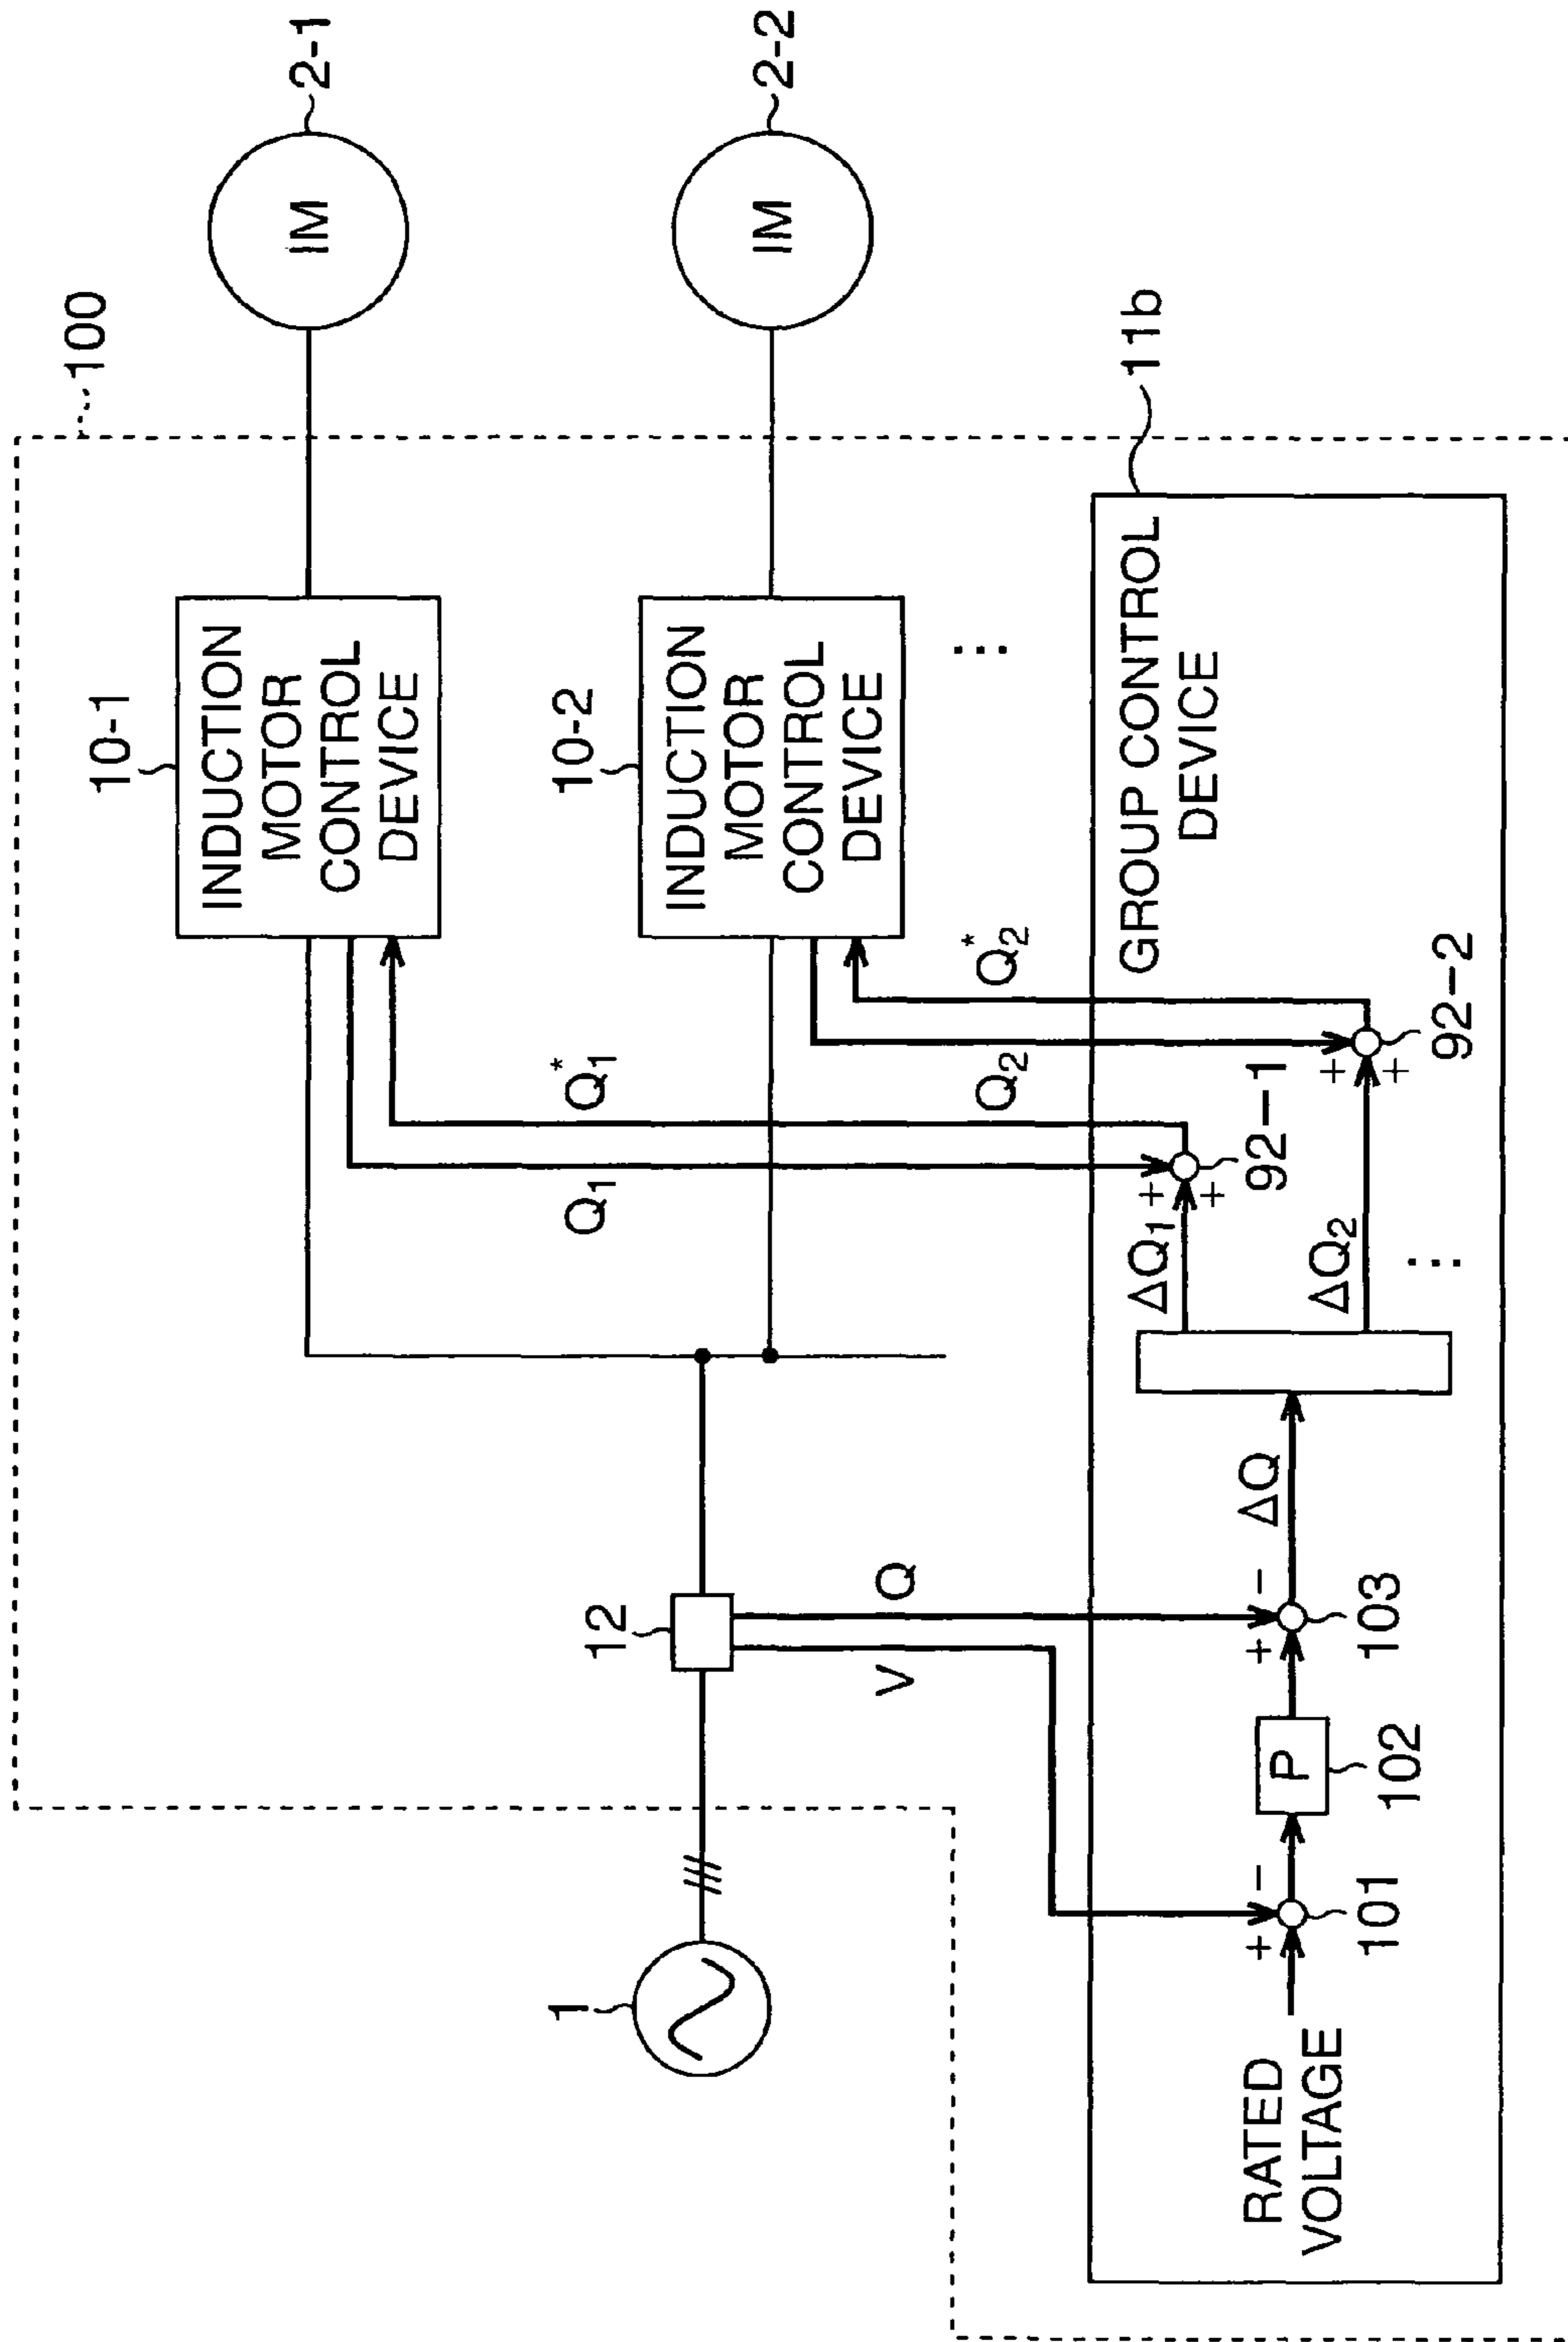 100
10-1
INDUCTION
MOTOR
CONTROL
DEVICE
IM
2-1
Q₁
Q₁*
1
12
10-2
INDUCTION
MOTOR
CONTROL
DEVICE
IM
2-2
V
Q
Q₂
Q₂*
...
11b
GROUP CONTROL
DEVICE
RATED
VOLTAGE
+
−
101
P
102
+
−
103
ΔQ
ΔQ₁
+
+
92-1
ΔQ₂
+
+
92-2
...